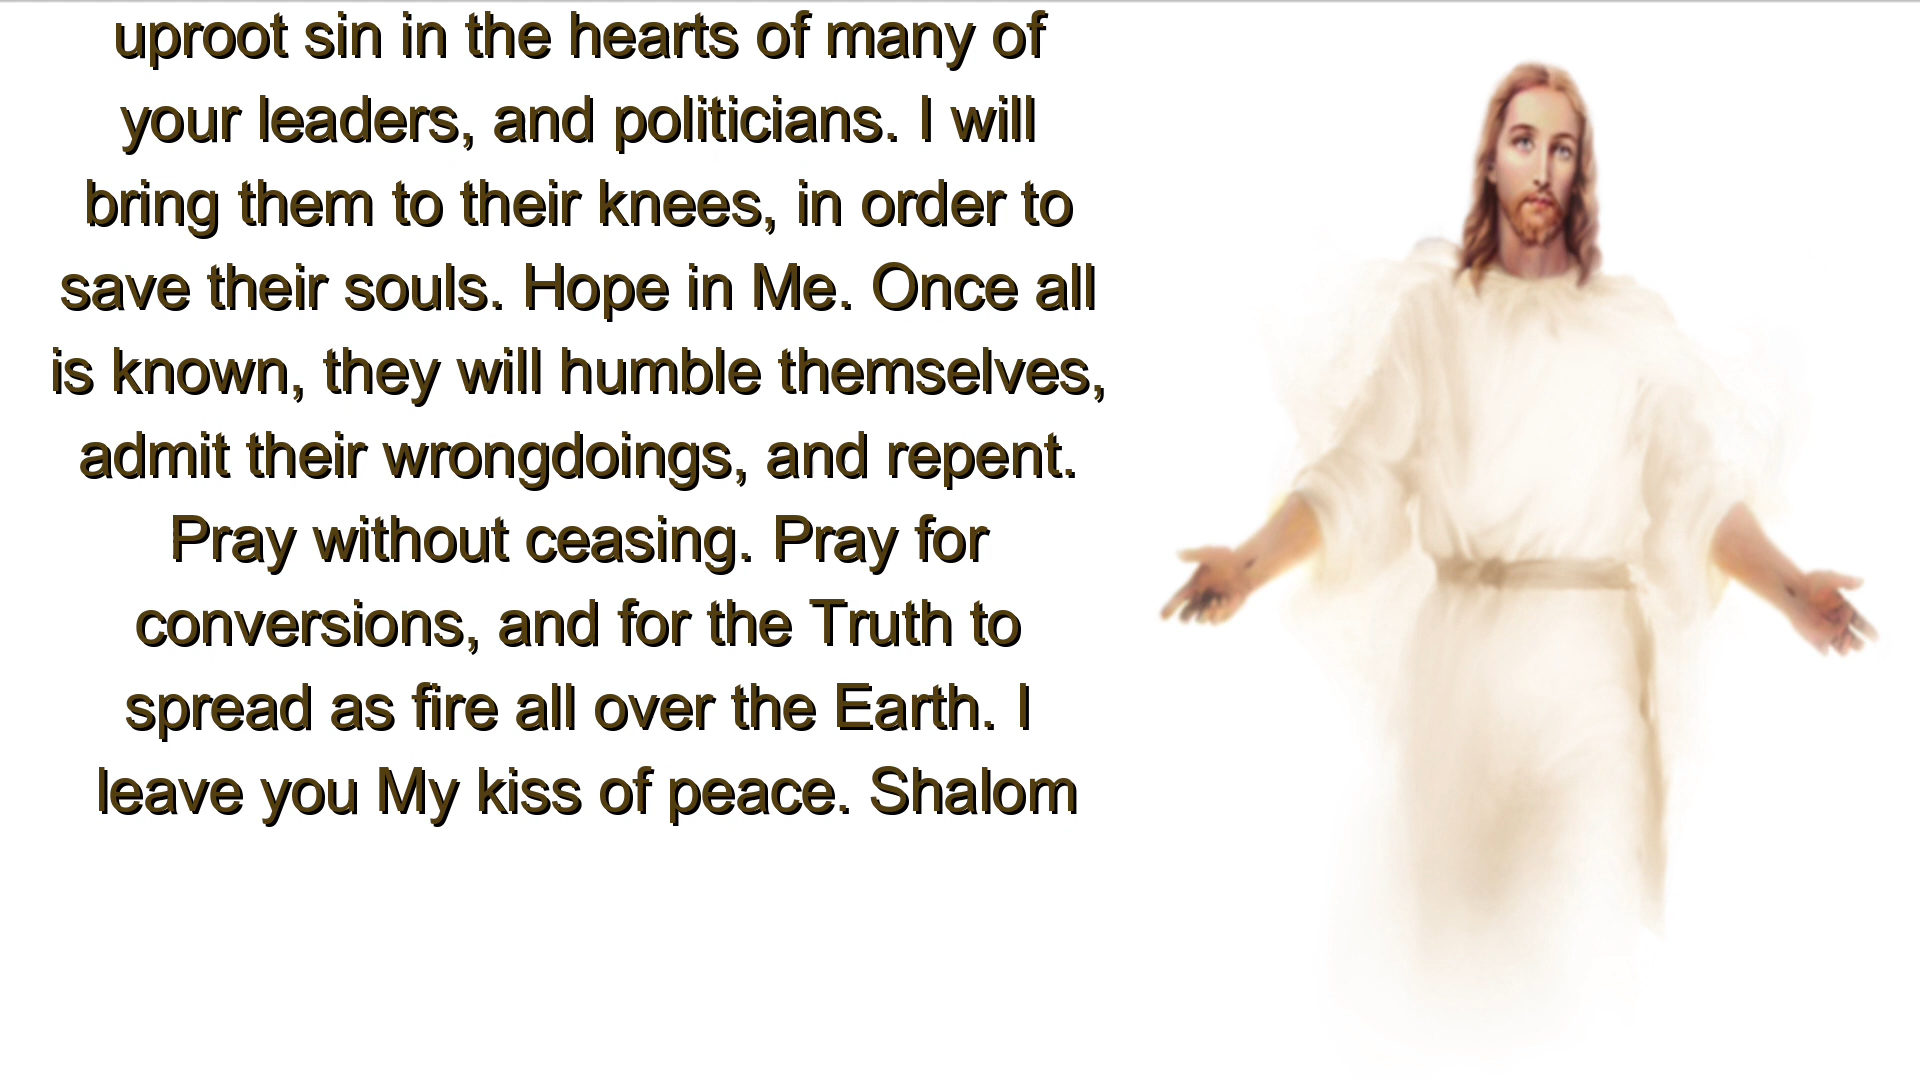 uproot sin in the hearts of many of
your leaders, and politicians. I will
bring them to their knees, in order to
save their souls. Hope in Me. Once all
is known, they will humble themselves,
admit their wrongdoings, and repent.
Pray without ceasing. Pray for
conversions, and for the Truth to
spread as fire all over the Earth. I
leave you My kiss of peace. Shalom